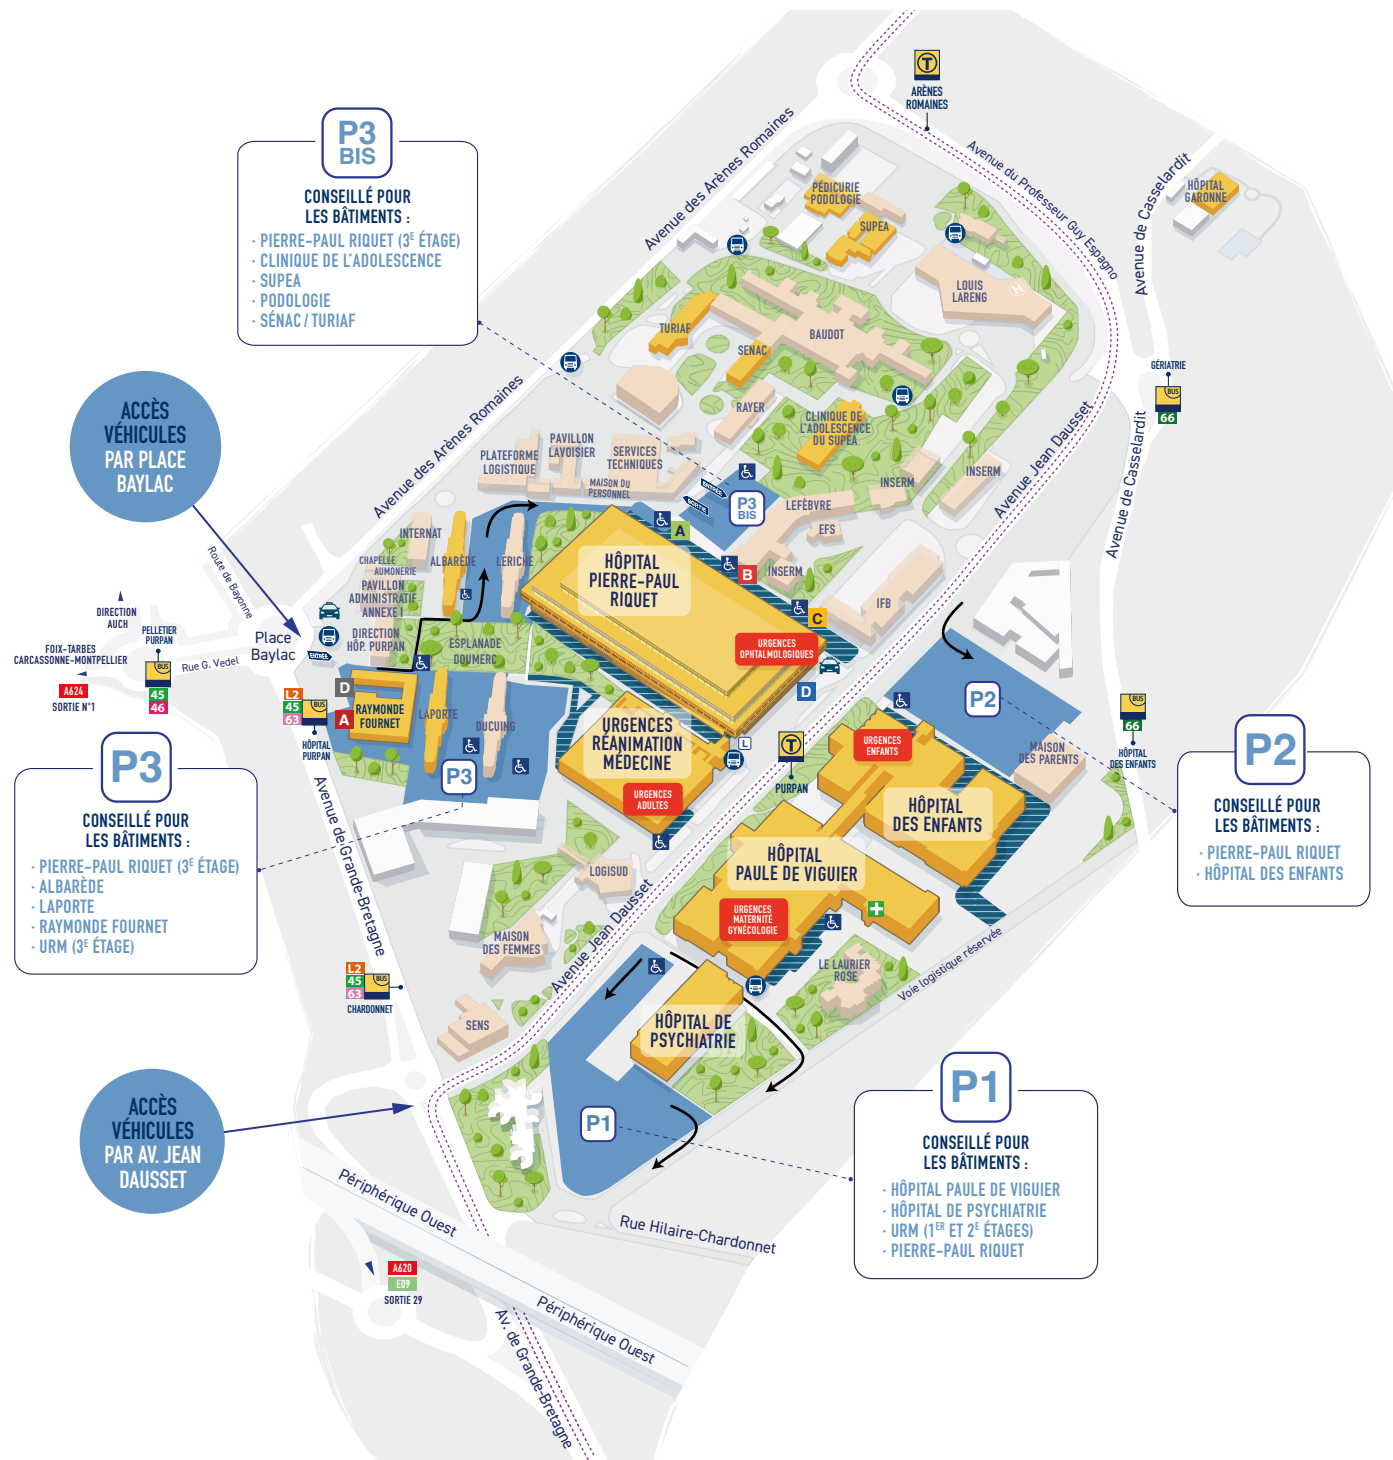 T
ARÈNES
ROMAINES
P3
BIS
CONSEILLÉ POUR
LES BÂTIMENTS :
· PIERRE-PAUL RIQUET (3E ÉTAGE)
· CLINIQUE DE L'ADOLESCENCE
· SUPEA
· PODOLOGIE
· SÉNAC / TURIAF
Avenue des Arènes Romaines
Avenue du Professeur Guy Espagno
Avenue de Casselardit
HÔPITAL
GARONNE
PÉDICURIE
PODOLOGIE
SUPEA
LOUIS
LARENG
H
TURIAF
BAUDOT
SENAC
RAYER
CLINIQUE DE
L'ADOLESCENCE
DU SUPEA
GÉRIATRIE
BUS
66
ACCÈS
VÉHICULES
PAR PLACE
BAYLAC
Avenue des Arènes Romaines
PLATEFORME
LOGISTIQUE
PAVILLON
LAVOISIER
SERVICES
TECHNIQUES
MAISON DU
PERSONNEL
ENTRÉE
SORTIE
P3
BIS
LEFÈBVRE
EFS
INSERM
INSERM
INSERM
IFB
Avenue Jean Dausset
Avenue de Casselardit
INTERNAT
CHAPELLE
AUMONERIE
PAVILLON
ADMINISTRATIF
ANNEXE I
DIRECTION
HÔP. PURPAN
ALBARÈDE
LERICHE
A
B
C
D
HÔPITAL
PIERRE-PAUL
RIQUET
URGENCES
OPHTALMOLOGIQUES
ESPLANADE
DOUMERC
Route de Bayonne
DIRECTION
AUCH
PELLETIER
PURPAN
FOIX-TARBES
CARCASSONNE-MONTPELLIER
A624
SORTIE N°1
BUS
45
46
Rue G. Vedel
Place
Baylac
ENTRÉE
L2
45
63
BUS
HÔPITAL
PURPAN
D
A
RAYMONDE
FOURNET
LAPORTE
DUCUING
P3
URGENCES
RÉANIMATION
MÉDECINE
URGENCES
ADULTES
L
T
PURPAN
P2
URGENCES
ENFANTS
MAISON
DES PARENTS
BUS
66
HÔPITAL
DES ENFANTS
HÔPITAL
DES ENFANTS
HÔPITAL
PAULE DE VIGUIER
URGENCES
MATERNITÉ
GYNÉCOLOGIE
P2
CONSEILLÉ POUR
LES BÂTIMENTS :
· PIERRE-PAUL RIQUET
· HÔPITAL DES ENFANTS
P3
CONSEILLÉ POUR
LES BÂTIMENTS :
· PIERRE-PAUL RIQUET (3E ÉTAGE)
· ALBARÈDE
· LAPORTE
· RAYMONDE FOURNET
· URM (3E ÉTAGE)
Avenue de Grande-Bretagne
LOGISUD
MAISON
DES FEMMES
Avenue Jean Dausset
LE LAURIER
ROSE
Voie logistique réservée
L2
45
63
BUS
CHARDONNET
SENS
HÔPITAL DE
PSYCHIATRIE
P1
ACCÈS
VÉHICULES
PAR AV. JEAN
DAUSSET
P1
CONSEILLÉ POUR
LES BÂTIMENTS :
· HÔPITAL PAULE DE VIGUIER
· HÔPITAL DE PSYCHIATRIE
· URM (1ER ET 2E ÉTAGES)
· PIERRE-PAUL RIQUET
Périphérique Ouest
Rue Hilaire-Chardonnet
A620
E09
SORTIE 29
Périphérique Ouest
Av. de Grande-Bretagne